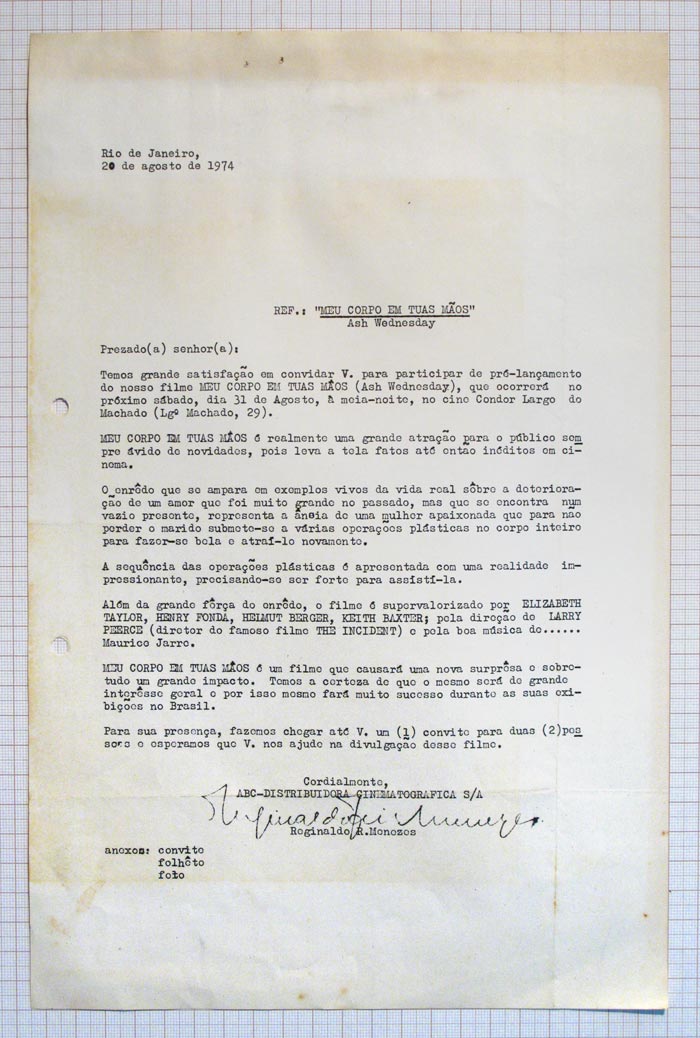 Rio de Janeiro,
20 de agosto de 1974
REF.: "MEU CORPO EM TUAS MÃOS"
Ash Wednesday
Prezado(a) senhor(a):
Temos grande satisfação em convidar V. para participar de pré-lançamento
do nosso filme MEU CORPO EM TUAS MÃOS (Ash Wednesday), que ocorrerá no
próximo sábado, dia 31 de Agosto, à meia-noite, no cine Condor Largo do
Machado (Lgº Machado, 29).
MEU CORPO EM TUAS MÃOS é realmente uma grande atração para o público sem
pre ávido de novidades, pois leva a tela fatos até então inéditos em ci-
nema.
O enrêdo que se ampara em exemplos vivos da vida real sôbre a deteriora-
ção de um amor que foi muito grande no passado, mas que se encontra num
vazio presente, representa a ânsia de uma mulher apaixonada que para não
perder o marido submete-se a várias operações plásticas no corpo inteiro
para fazer-se bela e atraí-lo novamente.
A sequência das operações plásticas é apresentada com uma realidade im-
pressionante, precisando-se ser forte para assistí-la.
Além da grande fôrça do enrêdo, o filme é supervalorizado por ELIZABETH
TAYLOR, HENRY FONDA, HELMUT BERGER, KEITH BAXTER; pela direção de LARRY
PEERCE (diretor do famoso filme THE INCIDENT) e pela boa música de......
Maurice Jarre.
MEU CORPO EM TUAS MÃOS é um filme que causará uma nova surprêsa e sobre-
tudo um grande impacto. Temos a certeza de que o mesmo será de grande
interêsse geral e por isso mesmo fará muito sucesso durante as suas exi-
bições no Brasil.
Para sua presença, fazemos chegar até V. um (1) convite para duas (2)pes
soas e esperamos que V. nos ajude na divulgação desse filme.
Cordialmente,
ABC-DISTRIBUIDORA CINEMATOGRAFICA S/A
Reginaldo R.Menezes
anexos: convite
folhêto
foto